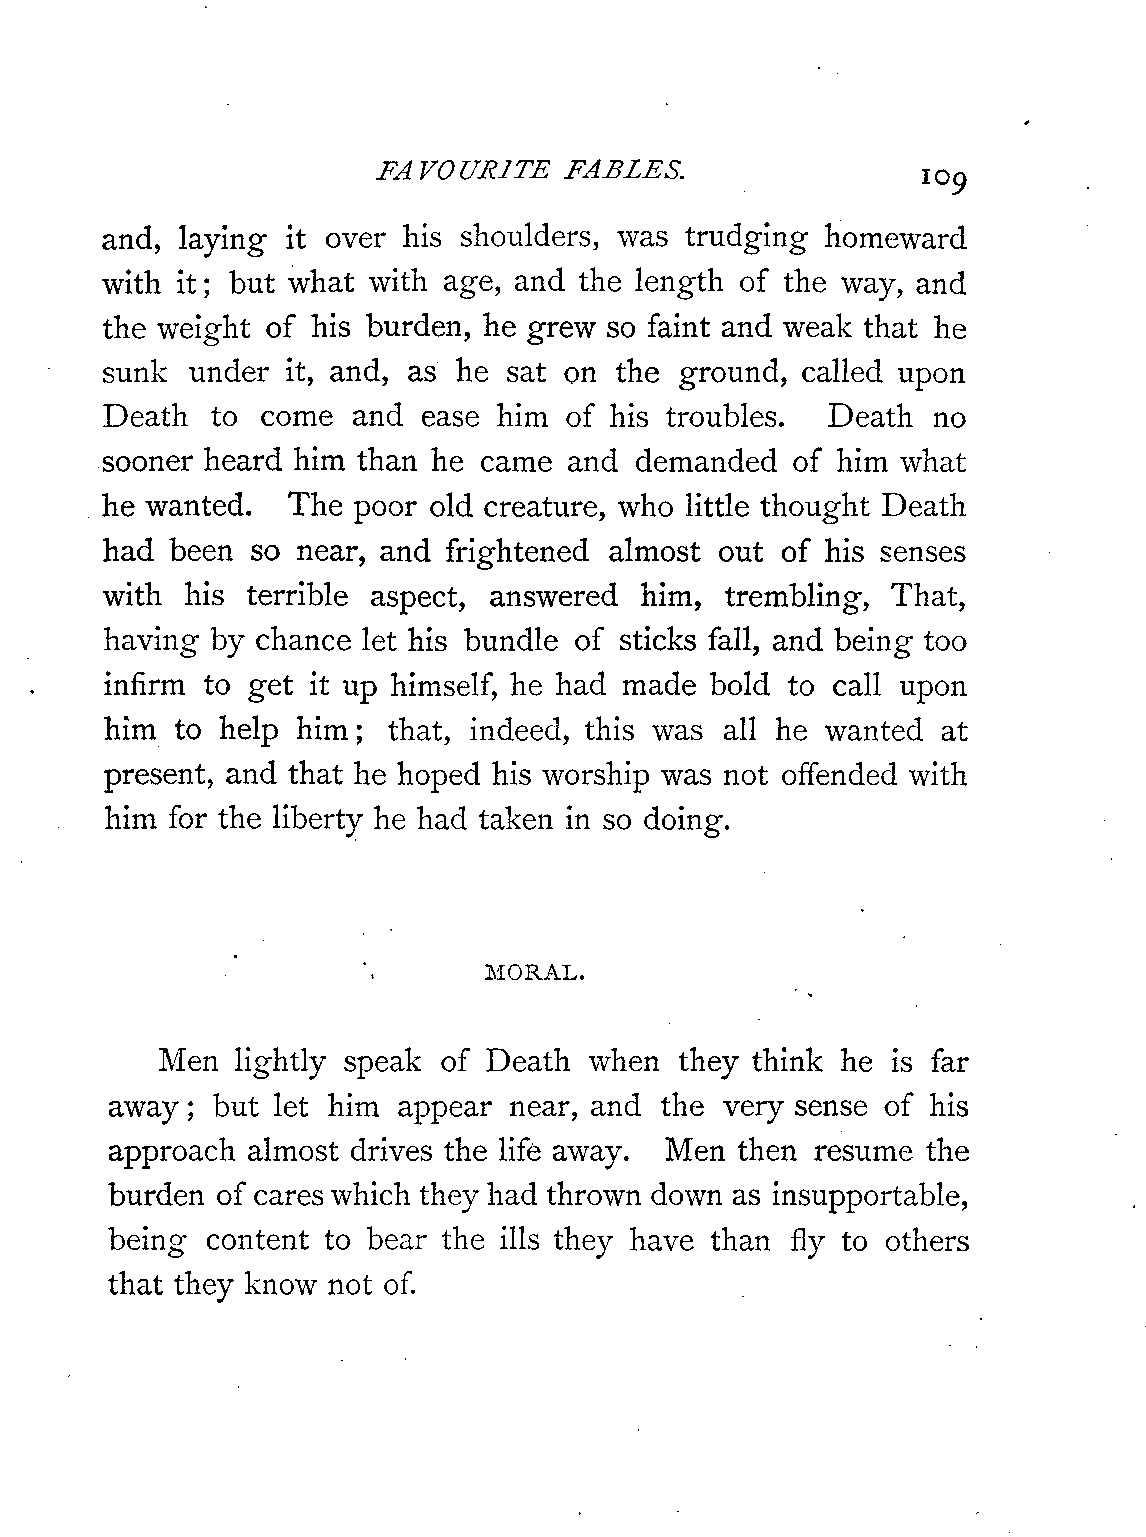 FAVOURITE FABLES. 109
and, laying it over his shoulders, was trudging homeward
with it; but what with age, and the length of the way, and
the weight of his burden, he grew so faint and weak that he
sunk under it, and, as he sat on the ground, called upon
Death to come and ease him of his troubles. Death no
sooner heard him than he came and demanded of him what
he wanted. The poor old creature, who little thought Death
had been so near, and frightened almost out of his senses
with his terrible aspect, answered him, trembling, That,
having by chance let his bundle of sticks fall, and being too
infirm to get it up himself, he had made bold to call upon
him to help him; that, indeed, this was all he wanted at
present, and that he hoped his worship was not offended with
him for the liberty he had taken in so doing.
MORAL.
Men lightly speak of Death when they think he is far
away; but let him appear near, and the very sense of his
approach almost drives the life away. Men then resume the
burden of cares which they had thrown down as insupportable,
being content to bear the ills they have than fly to others
that they know not of.